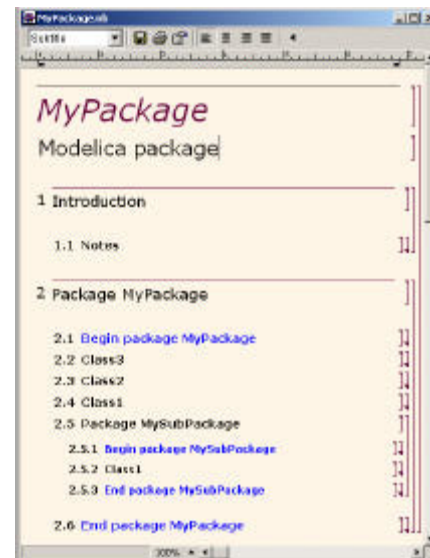 MyPackage.nb
Subtitle
MyPackage
Modelica package
1 Introduction
1.1 Notes
2 Package MyPackage
2.1 Begin package MyPackage
2.2 Class3
2.3 Class2
2.4 Class1
2.5 Package MySubPackage
2.5.1 Begin package MySubPackage
2.5.2 Class1
2.5.3 End package MySubPackage
2.6 End package MyPackage
100%